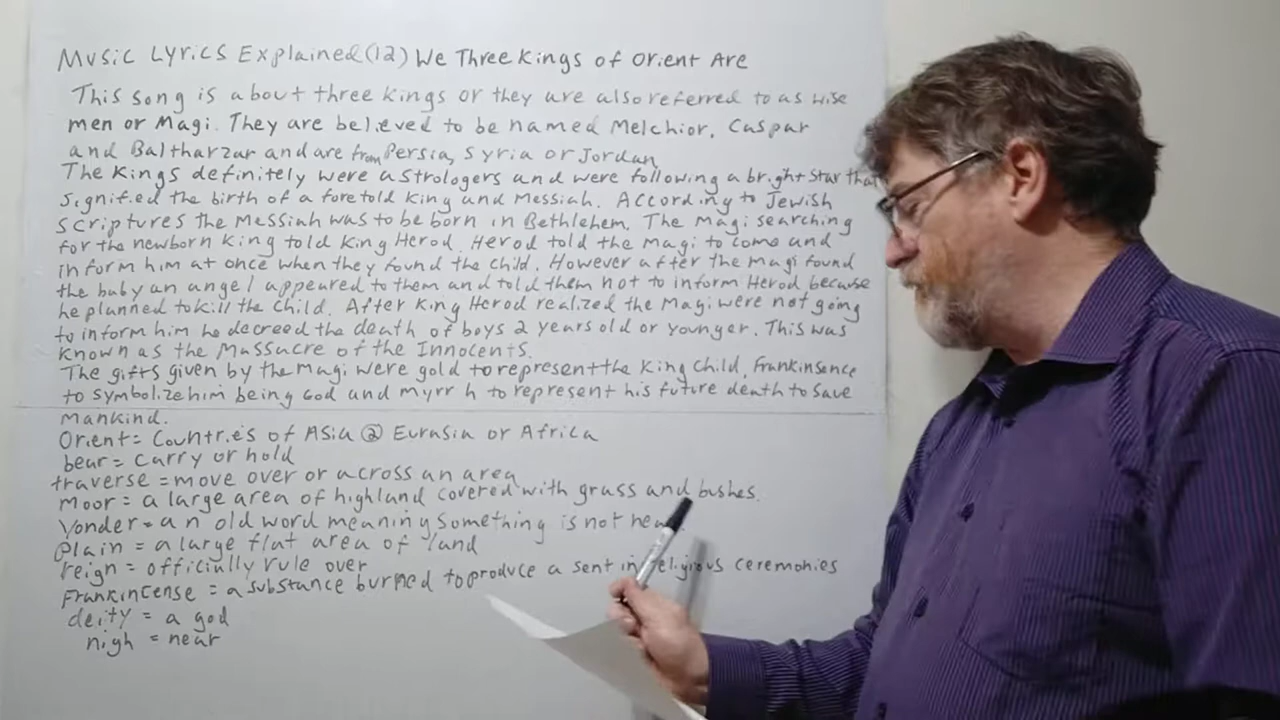 Music Lyrics Explained (12) We Three Kings of Orient Are
This song is about three kings or they are also referred to as wise
men or Magi. They are believed to be named Melchior, Caspar
and Baltharzar and are from Persia, Syria or Jordan
The Kings definitely were astrologers and were following a bright star that
signified the birth of a foretold King and Messiah. According to Jewish
scriptures the Messiah was to be born in Bethlehem. The Magi searching
for the newborn King told King Herod. Herod told the Magi to come and
inform him at once when they found the child. However after the Magi found
the baby an angel appeared to them and told them not to inform Herod because
he planned to kill the child. After King Herod realized the Magi were not going
to inform him he decreed the death of boys 2 years old or younger. This was
known as the Massacre of the Innocents.
The gifts given by the Magi were gold to represent the King child, Frankinsence
to symbolize him being God and myrrh to represent his future death to save
Mankind.
Orient = Countries of Asia ② Eurasia or Africa
bear = carry or hold
traverse = move over or across an area
Moor = a large area of highland covered with grass and bushes.
Yonder = an old word meaning something is not
plain = a large flat area of land
reign = officially rule over
Frankincense = a substance burned to produce a sent in religious ceremonies
deity = a god
nigh = near